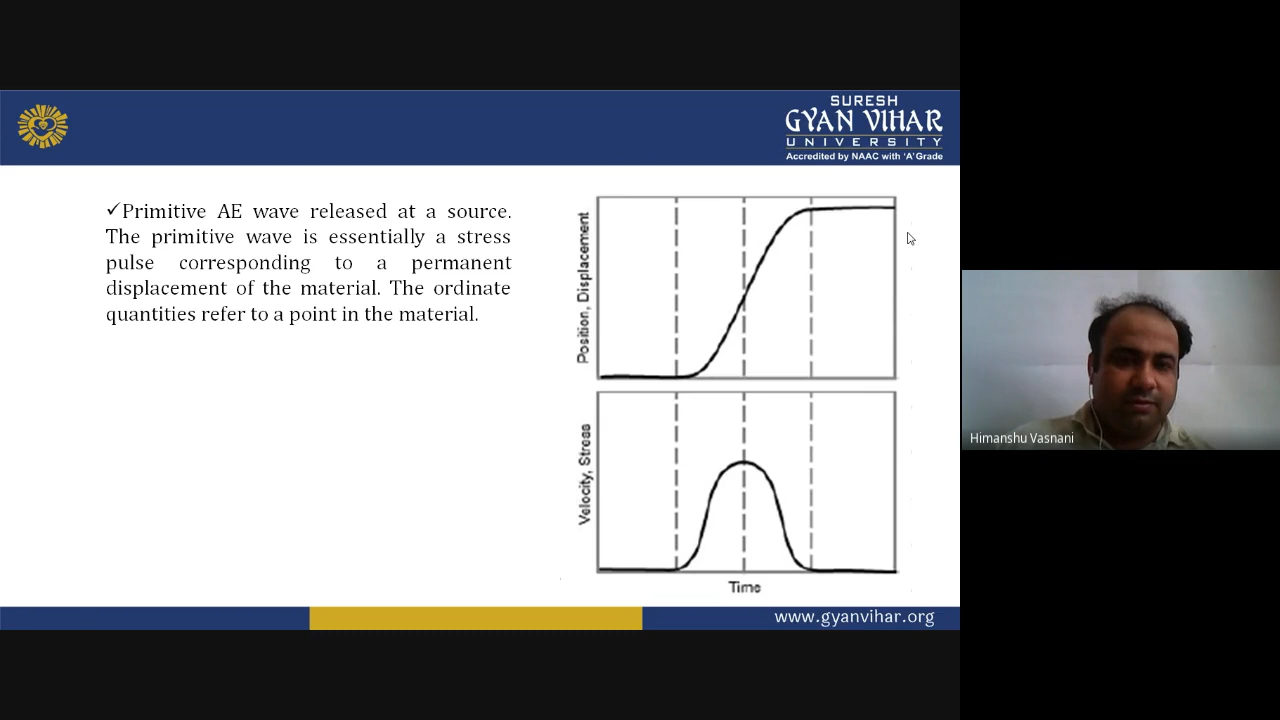 SURESH
GYAN VIHAR
UNIVERSITY
Accredited by NAAC with 'A' Grade
✓Primitive AE wave released at a source.
The primitive wave is essentially a stress
pulse corresponding to a permanent
displacement of the material. The ordinate
quantities refer to a point in the material.
Position, Displacement
Velocity, Stress
Time
www.gyanvihar.org
Himanshu Vasnani